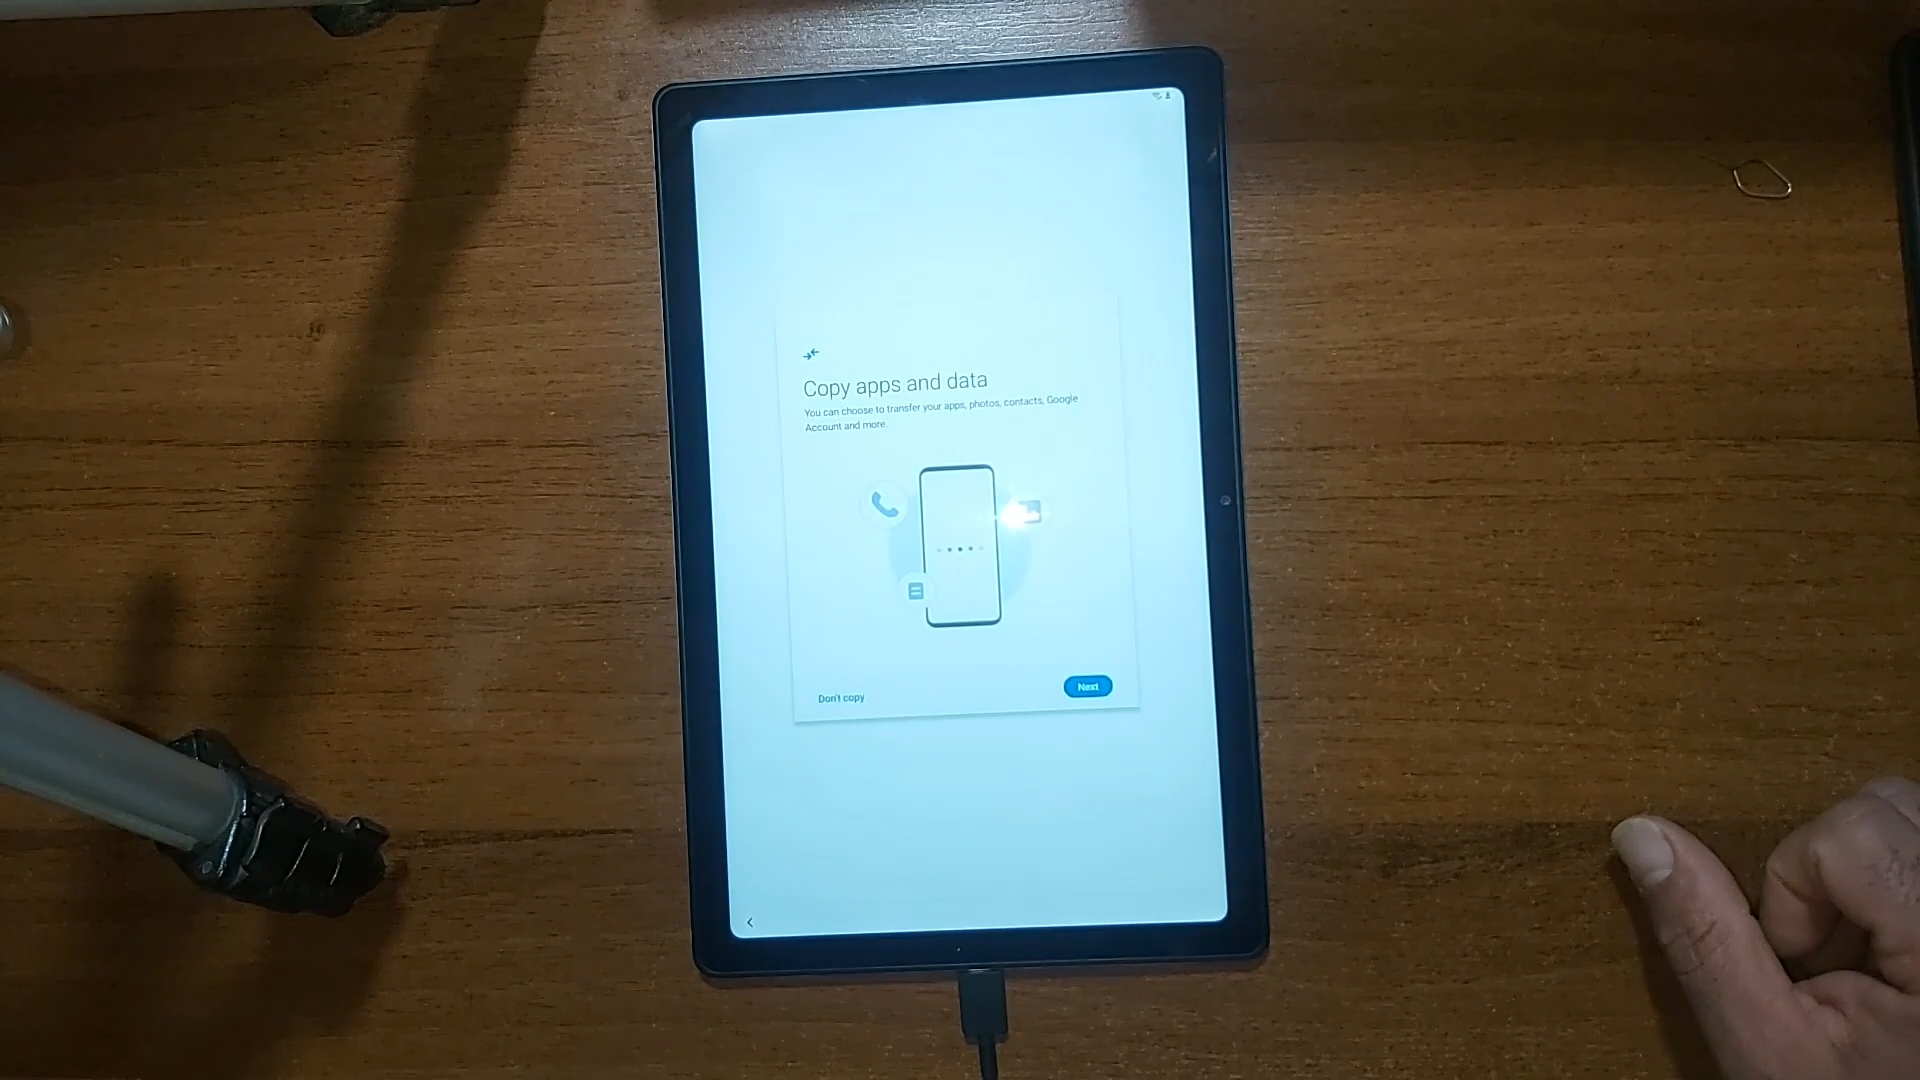 Copy apps and data
You can choose to transfer your apps, photos, contacts, Google
Account and more.
Don't copy
Next